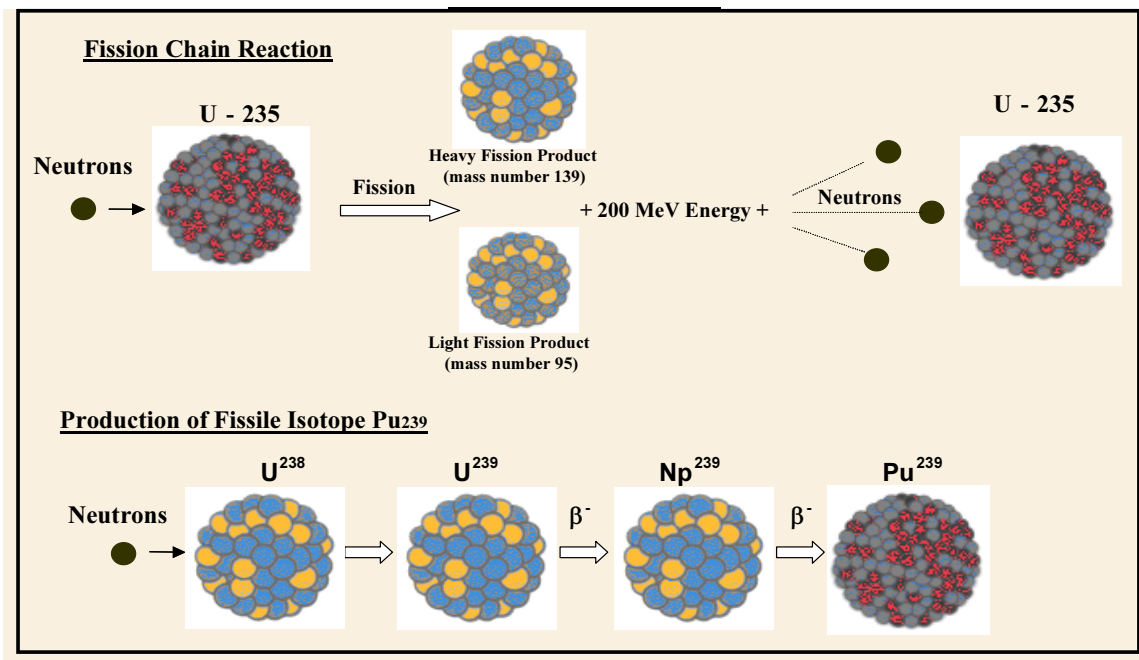 Fission Chain Reaction
U - 235
Neutrons
Fission
Heavy Fission Product
(mass number 139)
Light Fission Product
(mass number 95)
+ 200 MeV Energy +
Neutrons
U - 235
Production of Fissile Isotope Pu239
Neutrons
U238
U239
β-
Np239
β-
Pu239